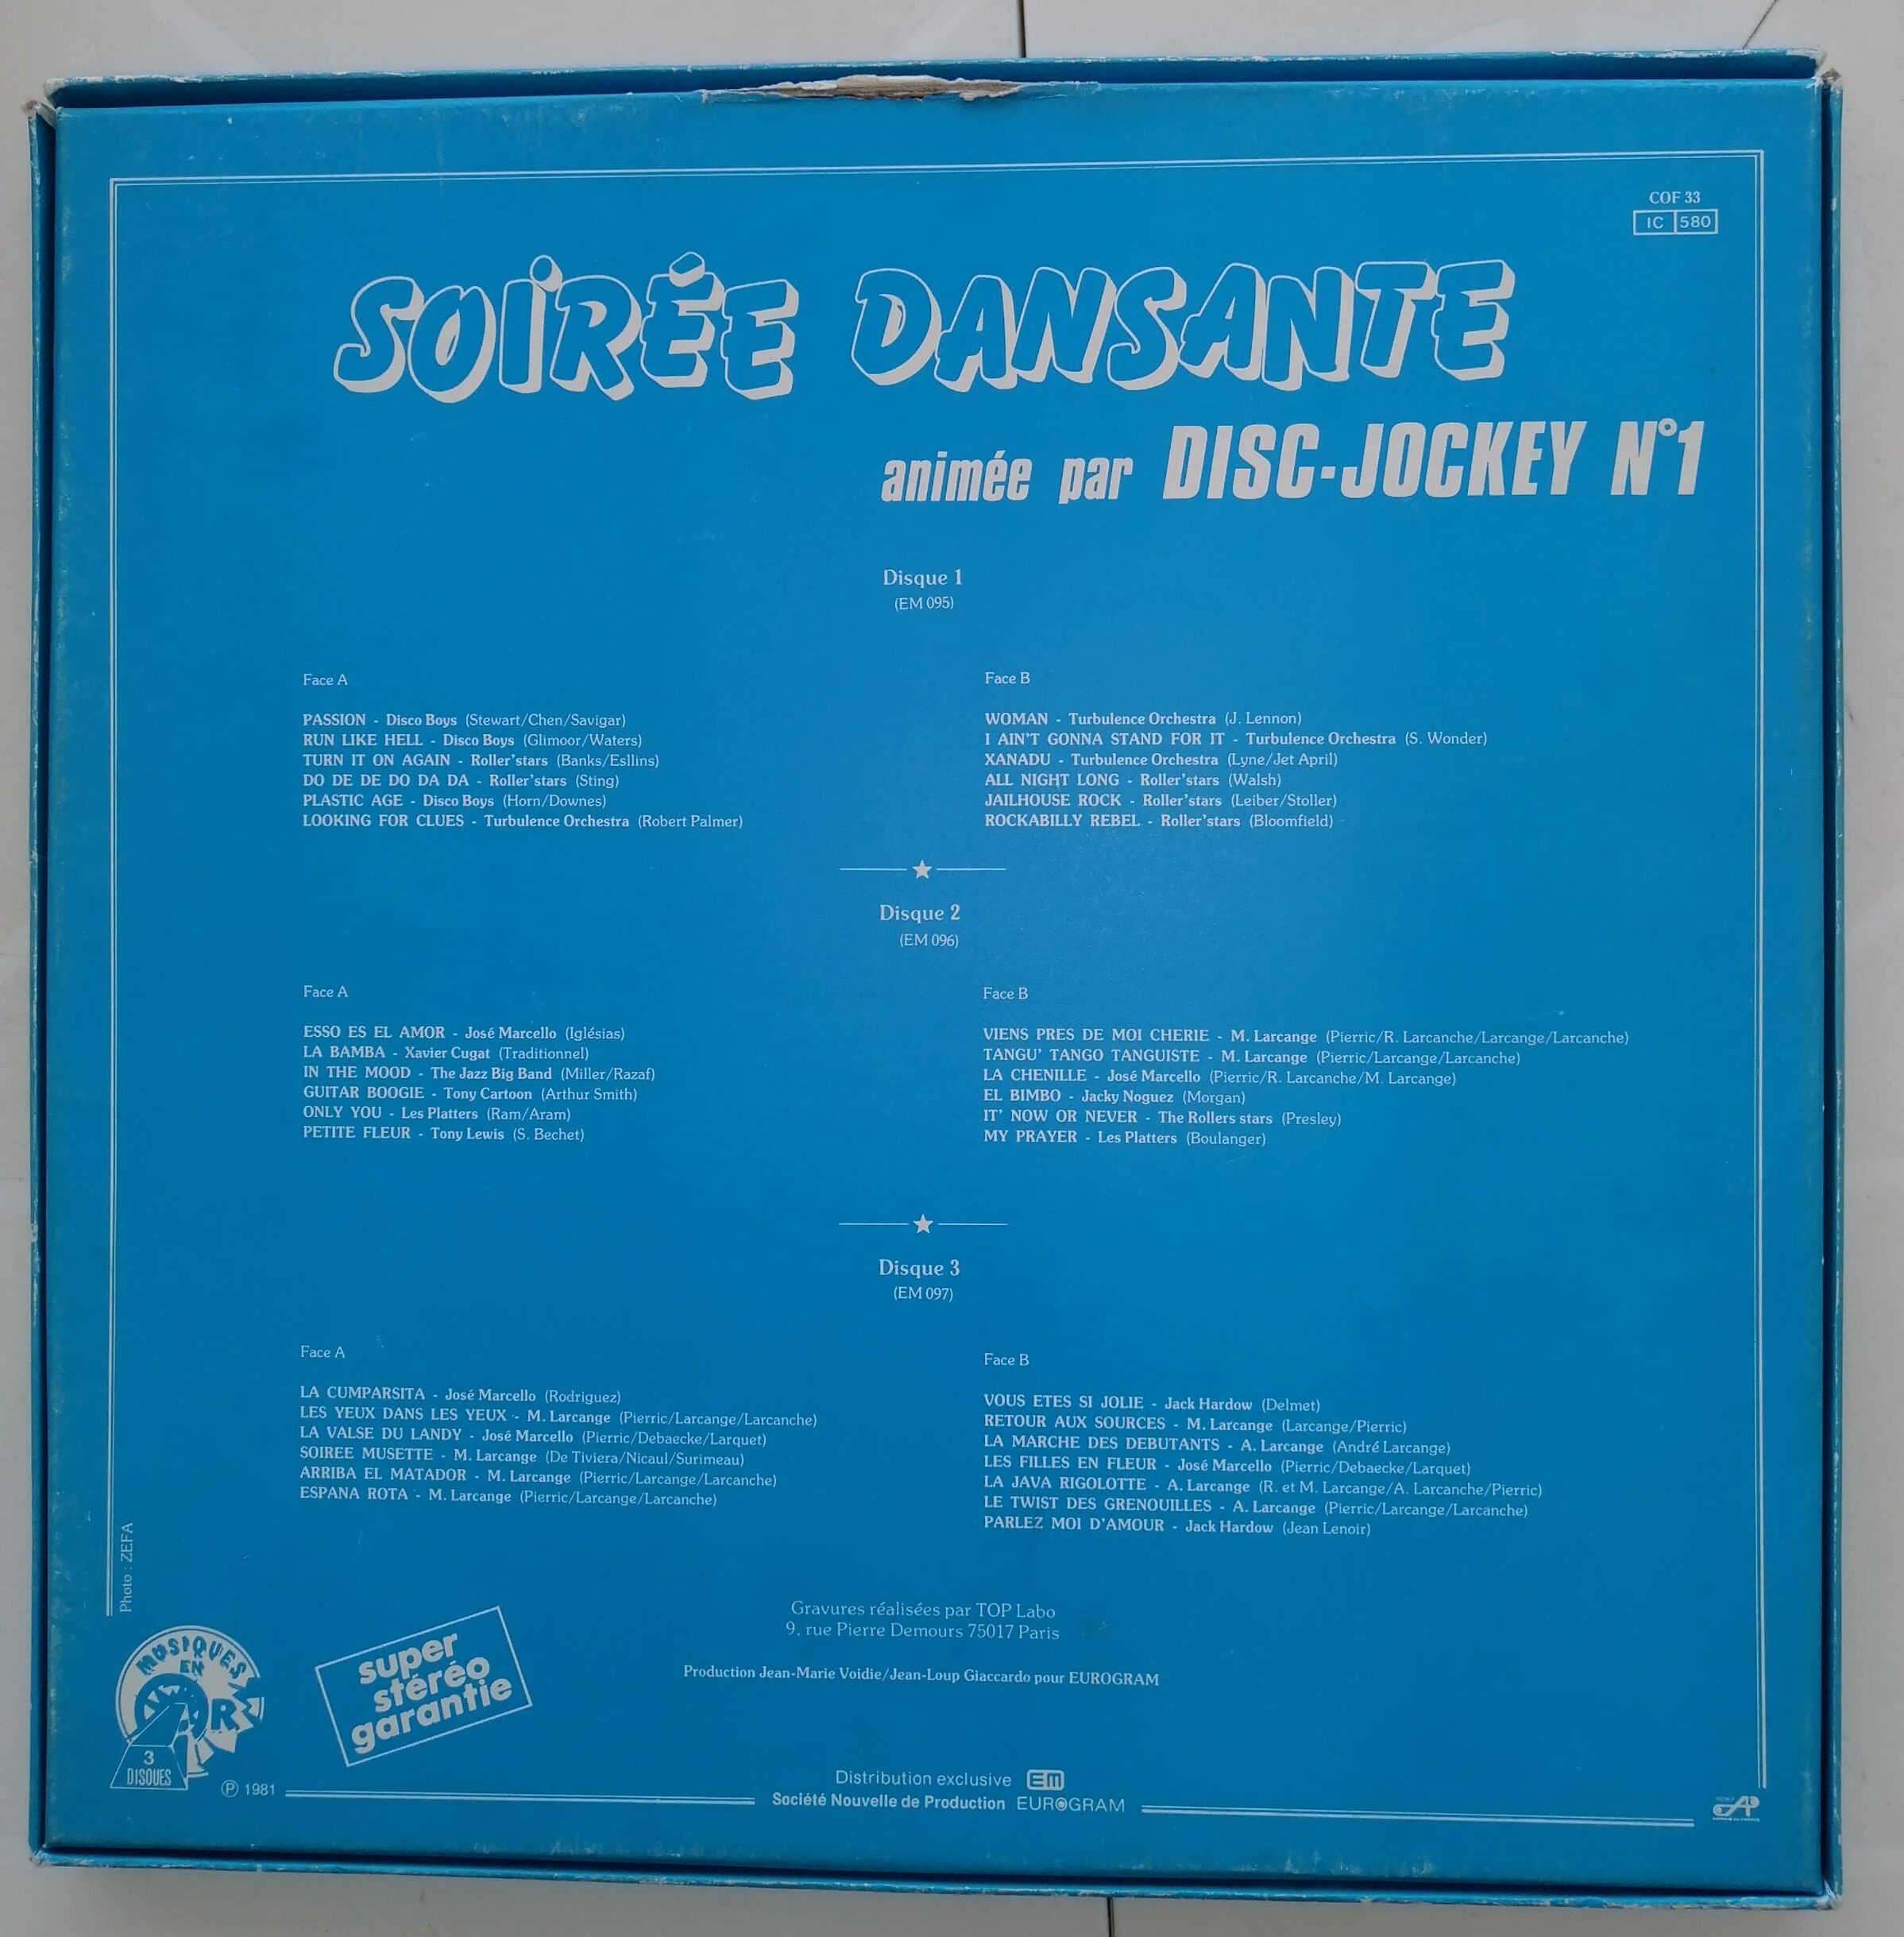 COF 33
IC 580
SOIRÉE DANSANTE
animée par DISC-JOCKEY N°1
Disque 1
(EM 095)
Face A
PASSION - Disco Boys (Stewart/Chen/Savigar)
RUN LIKE HELL - Disco Boys (Glimoor/Waters)
TURN IT ON AGAIN - Roller'stars (Banks/Esllins)
DO DE DE DO DA DA - Roller'stars (Sting)
PLASTIC AGE - Disco Boys (Horn/Downes)
LOOKING FOR CLUES - Turbulence Orchestra (Robert Palmer)
Face B
WOMAN - Turbulence Orchestra (J. Lennon)
I AIN'T GONNA STAND FOR IT - Turbulence Orchestra (S. Wonder)
XANADU - Turbulence Orchestra (Lyne/Jet April)
ALL NIGHT LONG - Roller'stars (Walsh)
JAILHOUSE ROCK - Roller'stars (Leiber/Stoller)
ROCKABILLY REBEL - Roller'stars (Bloomfield)
Disque 2
(EM 096)
Face A
ESSO ES EL AMOR - José Marcello (Iglésias)
LA BAMBA - Xavier Cugat (Traditionnel)
IN THE MOOD - The Jazz Big Band (Miller/Razaf)
GUITAR BOOGIE - Tony Cartoon (Arthur Smith)
ONLY YOU - Les Platters (Ram/Aram)
PETITE FLEUR - Tony Lewis (S. Bechet)
Face B
VIENS PRES DE MOI CHERIE - M. Larcange (Pierric/R. Larcanche/Larcange/Larcanche)
TANGU' TANGO TANGUISTE - M. Larcange (Pierric/Larcange/Larcanche)
LA CHENILLE - José Marcello (Pierric/R. Larcanche/M. Larcange)
EL BIMBO - Jacky Noguez (Morgan)
IT' NOW OR NEVER - The Rollers stars (Presley)
MY PRAYER - Les Platters (Boulanger)
Disque 3
(EM 097)
Face A
LA CUMPARSITA - José Marcello (Rodriguez)
LES YEUX DANS LES YEUX - M. Larcange (Pierric/Larcange/Larcanche)
LA VALSE DU LANDY - José Marcello (Pierric/Debaecke/Larquet)
SOIREE MUSETTE - M. Larcange (De Tiviera/Nicaul/Surimeau)
ARRIBA EL MATADOR - M. Larcange (Pierric/Larcange/Larcanche)
ESPANA ROTA - M. Larcange (Pierric/Larcange/Larcanche)
Face B
VOUS ETES SI JOLIE - Jack Hardow (Delmet)
RETOUR AUX SOURCES - M. Larcange (Larcange/Pierric)
LA MARCHE DES DEBUTANTS - A. Larcange (André Larcange)
LES FILLES EN FLEUR - José Marcello (Pierric/Debaecke/Larquet)
LA JAVA RIGOLOTTE - A. Larcange (R. et M. Larcange/A. Larcanche/Pierric)
LE TWIST DES GRENOUILLES - A. Larcange (Pierric/Larcange/Larcanche)
PARLEZ MOI D'AMOUR - Jack Hardow (Jean Lenoir)
Photo : ZEFA
Gravures réalisées par TOP Labo
9, rue Pierre Demours 75017 Paris
Production Jean-Marie Voidie/Jean-Loup Giaccardo pour EUROGRAM
MUSIQUES
EN
OR
3
DISQUES
super
stéréo
garantie
Ⓟ 1981
Distribution exclusive Em
Société Nouvelle de Production EUROGRAM